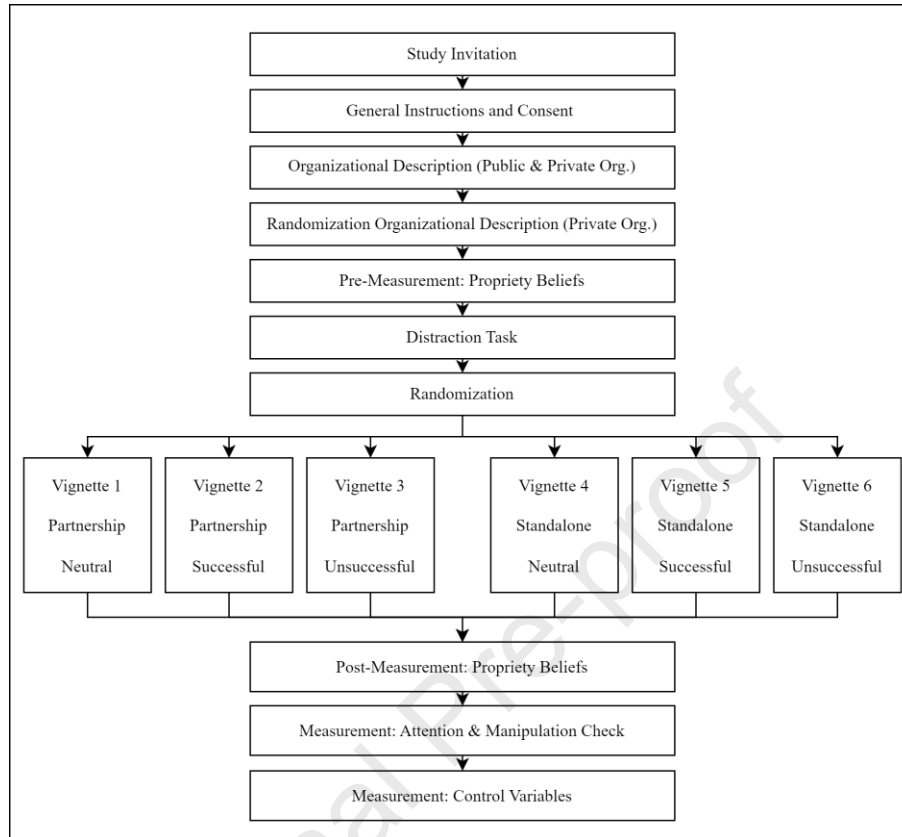 Study Invitation
General Instructions and Consent
Organizational Description (Public & Private Org.)
Randomization Organizational Description (Private Org.)
Pre-Measurement: Propriety Beliefs
Distraction Task
Randomization
Vignette 1
Partnership
Neutral
Vignette 2
Partnership
Successful
Vignette 3
Partnership
Unsuccessful
Vignette 4
Standalone
Neutral
Vignette 5
Standalone
Successful
Vignette 6
Standalone
Unsuccessful
Post-Measurement: Propriety Beliefs
Measurement: Attention & Manipulation Check
Measurement: Control Variables
nal Pre-proof